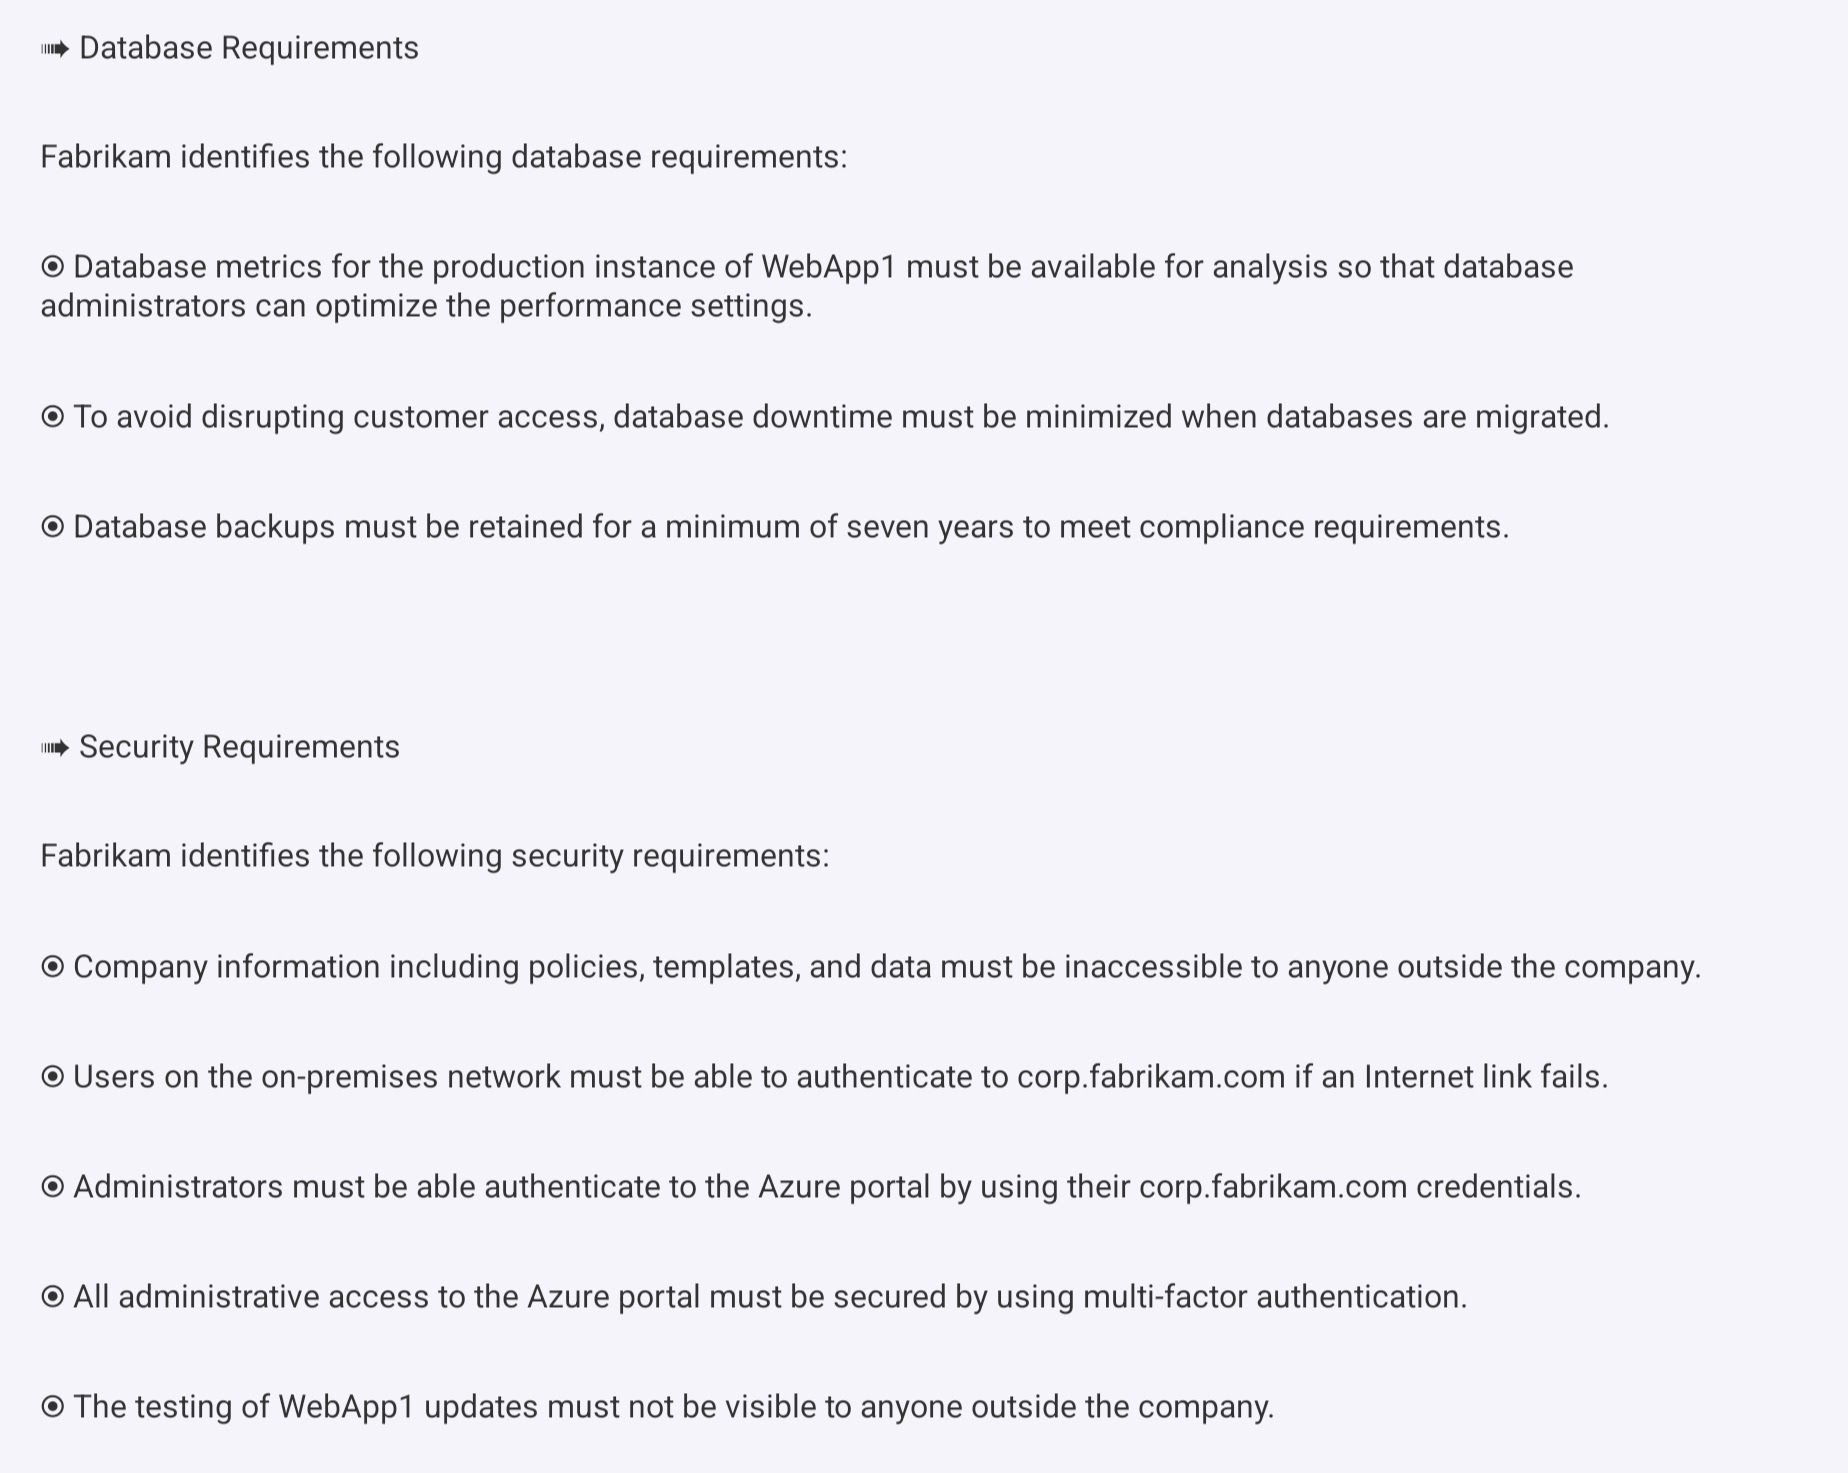 ➟ Database Requirements
Fabrikam identifies the following database requirements:
⦿ Database metrics for the production instance of WebApp1 must be available for analysis so that database
administrators can optimize the performance settings.
⦿ To avoid disrupting customer access, database downtime must be minimized when databases are migrated.
⦿ Database backups must be retained for a minimum of seven years to meet compliance requirements.
➟ Security Requirements
Fabrikam identifies the following security requirements:
⦿ Company information including policies, templates, and data must be inaccessible to anyone outside the company.
⦿ Users on the on-premises network must be able to authenticate to corp.fabrikam.com if an Internet link fails.
⦿ Administrators must be able authenticate to the Azure portal by using their corp.fabrikam.com credentials.
⦿ All administrative access to the Azure portal must be secured by using multi-factor authentication.
⦿ The testing of WebApp1 updates must not be visible to anyone outside the company.